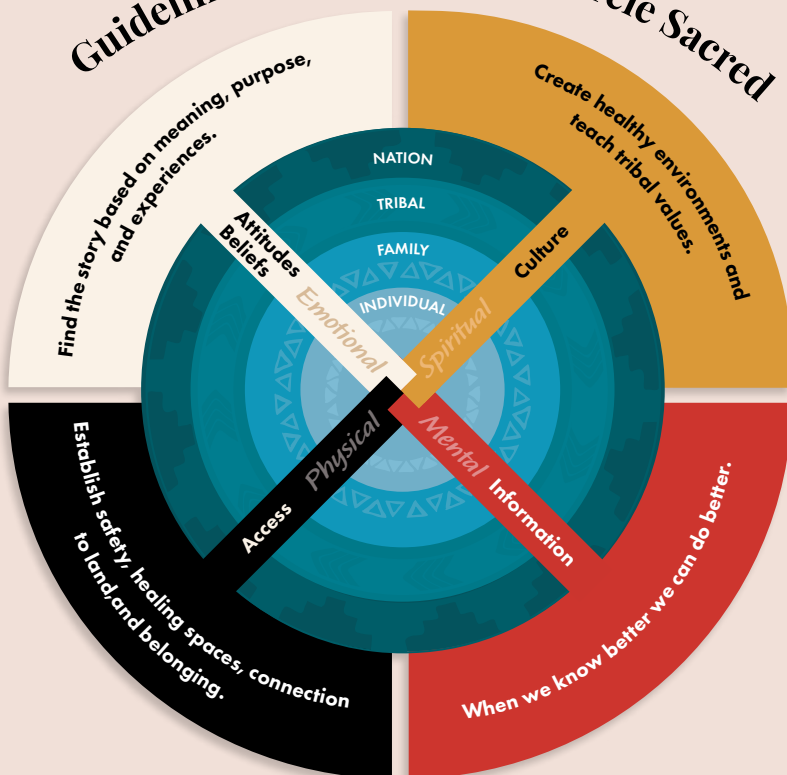 Sacred
Find the story based on meaning, purpose,
and experiences.
Create healthy environments and
teach tribal values.
NATION
TRIBAL
FAMILY
INDIVIDUAL
Attitudes
Beliefs
Emotional
Culture
Spiritual
Access
Physical
Mental
Information
Establish safety, healing spaces, connection
to land,and belonging.
When we know better we can do better.